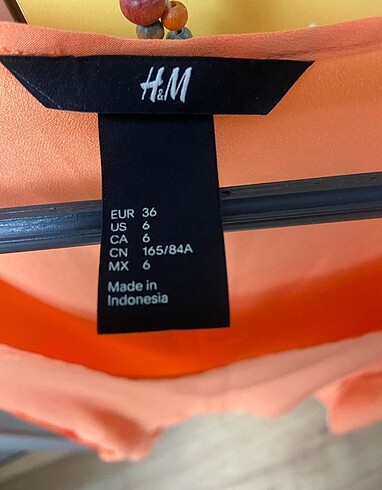 H&M
EUR 36
US 6
CA 6
CN 165/84A
MX 6
Made in
Indonesia